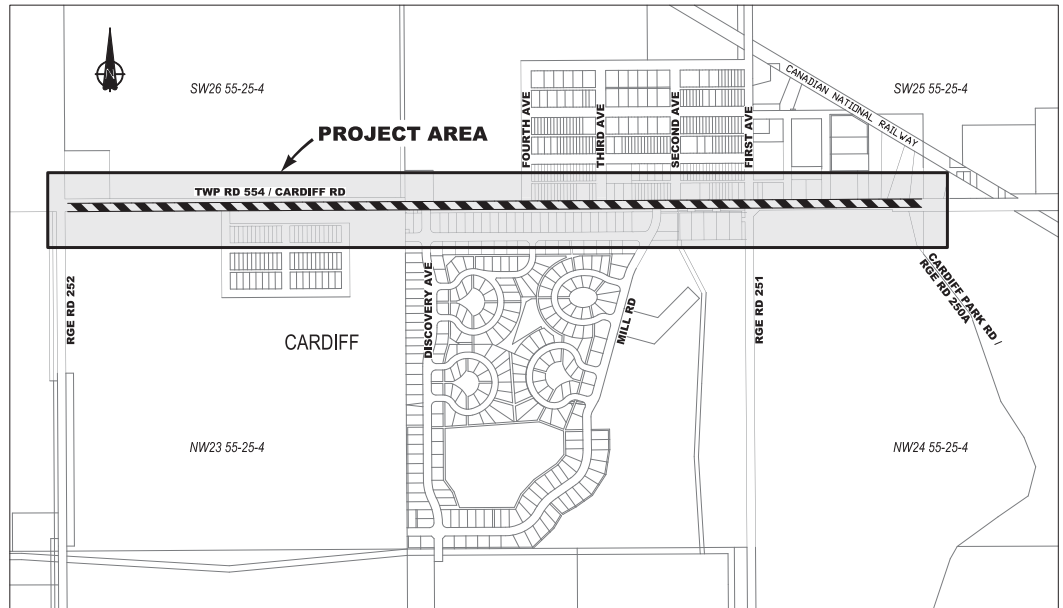 N
SW26 55-25-4
SW25 55-25-4
CANADIAN NATIONAL RAILWAY
PROJECT AREA
FOURTH AVE
THIRD AVE
SECOND AVE
FIRST AVE
TWP RD 554 / CARDIFF RD
RGE RD 252
CARDIFF
DISCOVERY AVE
MILL RD
RGE RD 251
CARDIFF PARK RD /
RGE RD 250A
NW23 55-25-4
NW24 55-25-4